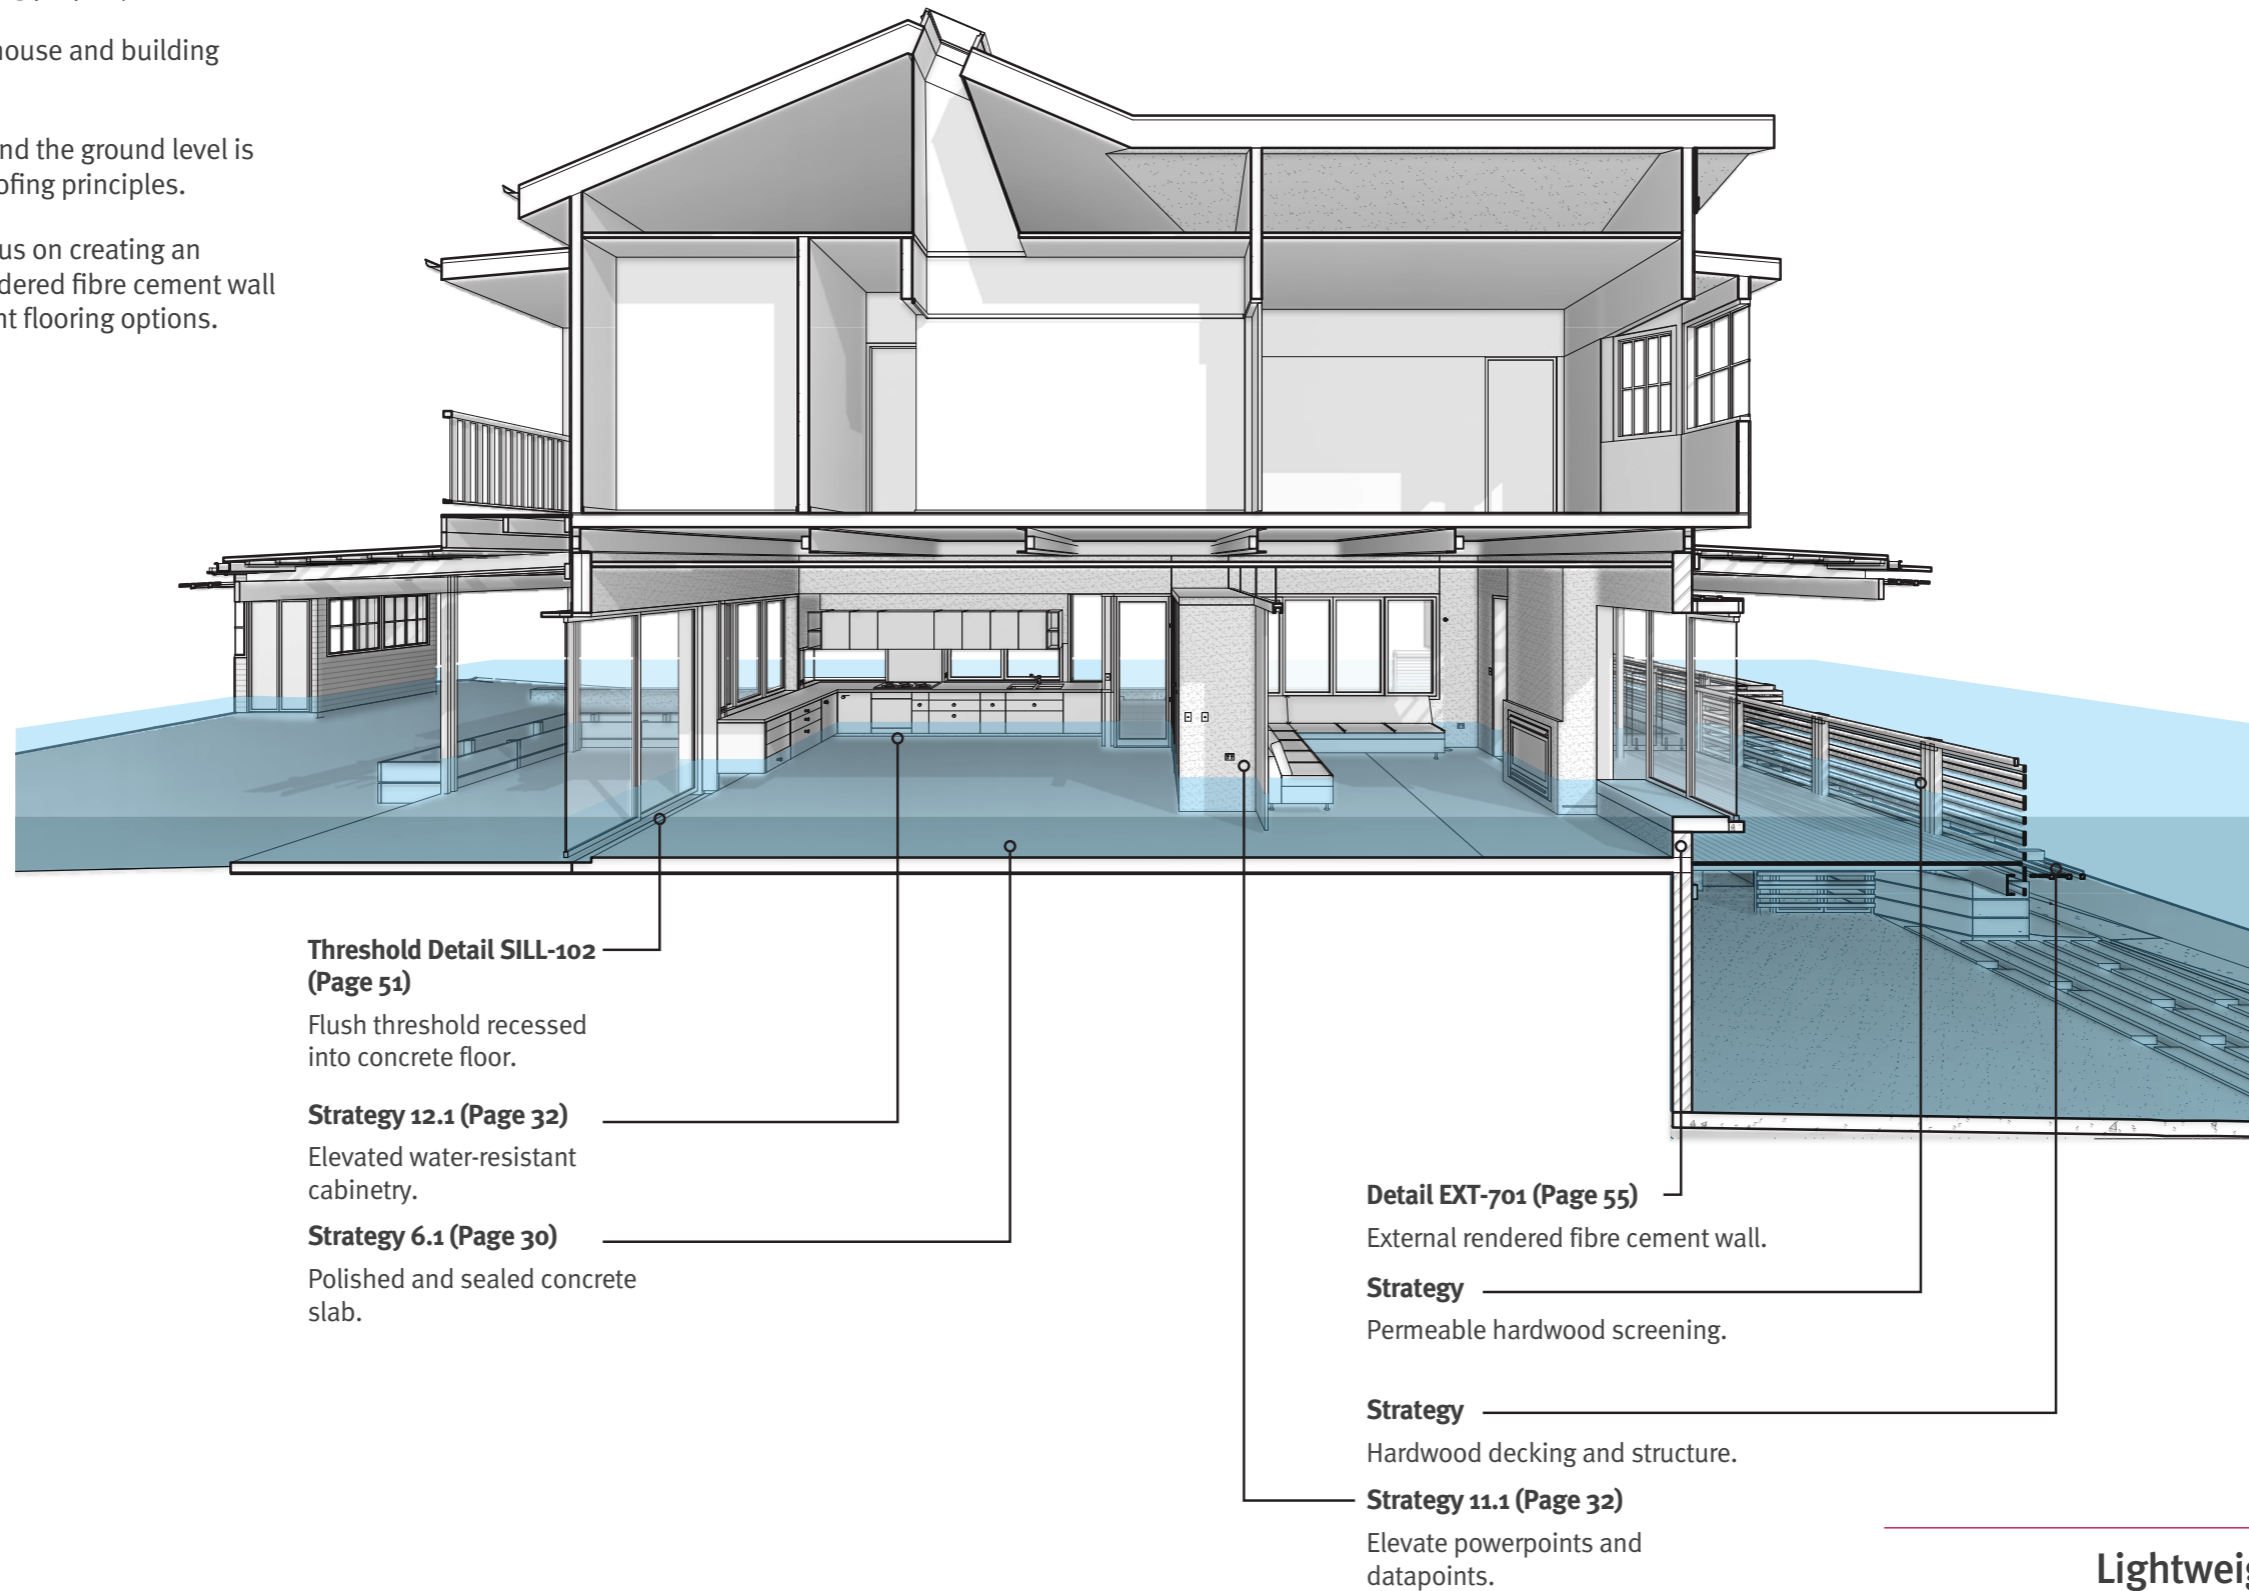 house and building
nd the ground level is
ofing principles.
us on creating an
dered fibre cement wall
nt flooring options.
Threshold Detail SILL-102
(Page 51)
Flush threshold recessed
into concrete floor.
Strategy 12.1 (Page 32)
Elevated water-resistant
cabinetry.
Strategy 6.1 (Page 30)
Polished and sealed concrete
slab.
Detail EXT-701 (Page 55)
External rendered fibre cement wall.
Strategy
Permeable hardwood screening.
Strategy
Hardwood decking and structure.
Strategy 11.1 (Page 32)
Elevate powerpoints and
datapoints.
Lightweig